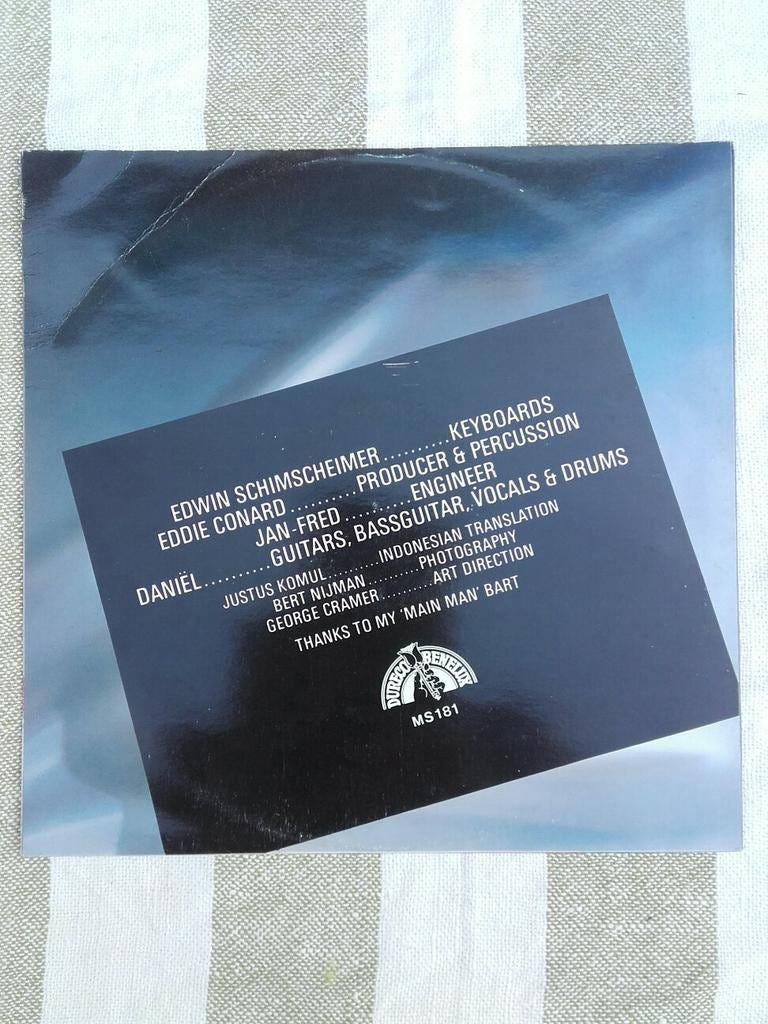 EDWIN SCHIMSCHEIMER..........KEYBOARDS
EDDIE CONARD..........PRODUCER & PERCUSSION
JAN-FRED..........ENGINEER
DANIËL..........GUITARS, BASSGUITAR, VOCALS & DRUMS
JUSTUS KOMUL..........INDONESIAN TRANSLATION
BERT NIJMAN..........PHOTOGRAPHY
GEORGE CRAMER..........ART DIRECTION
THANKS TO MY 'MAIN MAN' BART
DURECO BENELUX
MS181